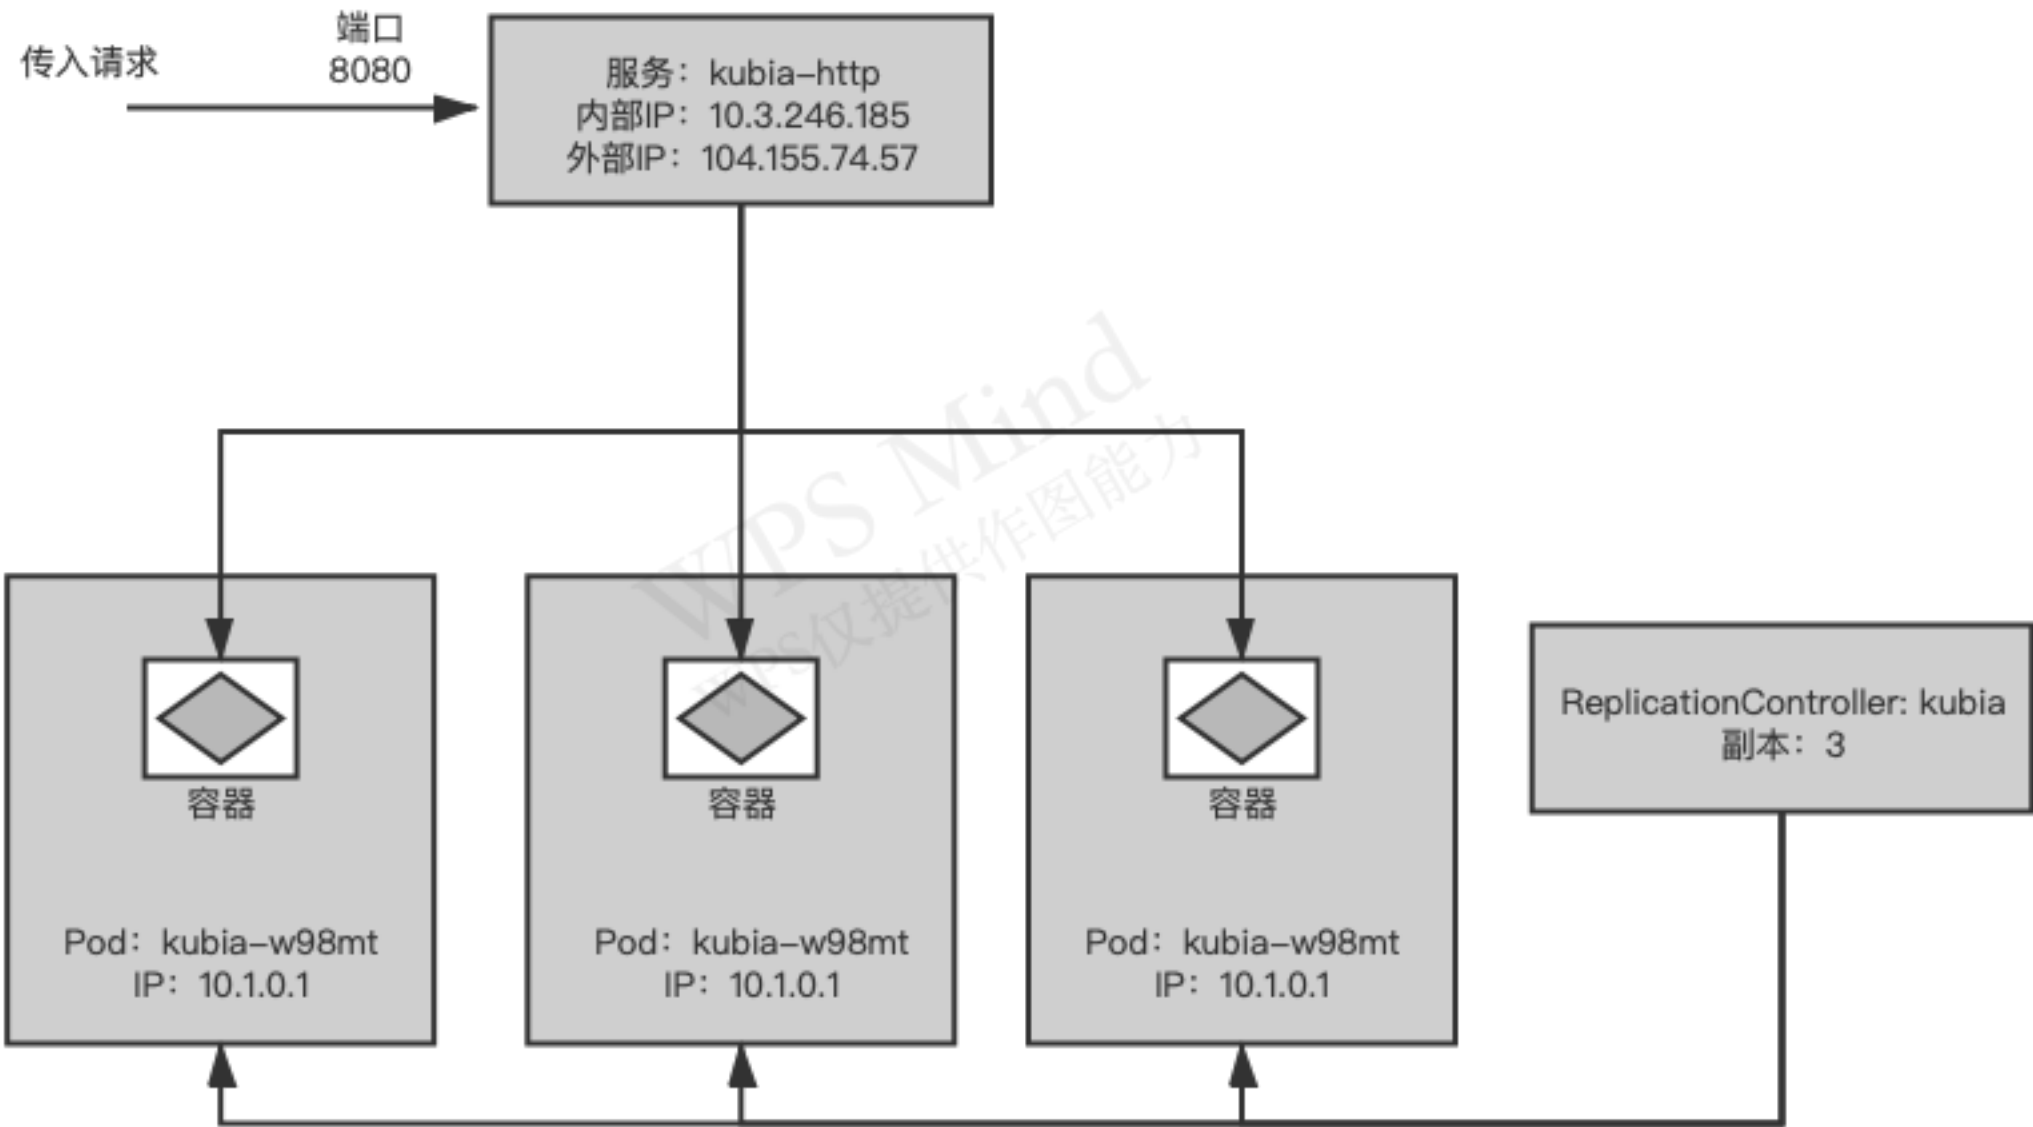 传入请求
端口
8080
服务：kubia-http
内部IP：10.3.246.185
外部IP：104.155.74.57
WPS Mind
WPS仅提供作图能力
容器
Pod：kubia-w98mt
IP：10.1.0.1
容器
Pod：kubia-w98mt
IP：10.1.0.1
容器
Pod：kubia-w98mt
IP：10.1.0.1
ReplicationController: kubia
副本：3